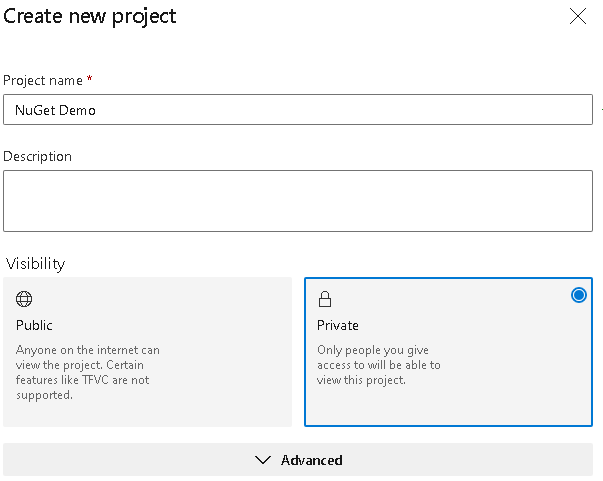 Create new project
Project name *
NuGet Demo
Description
Visibility
Public
Anyone on the internet can
view the project. Certain
features like TFVC are not
supported.
Private
Only people you give
access to will be able to
view this project.
Advanced